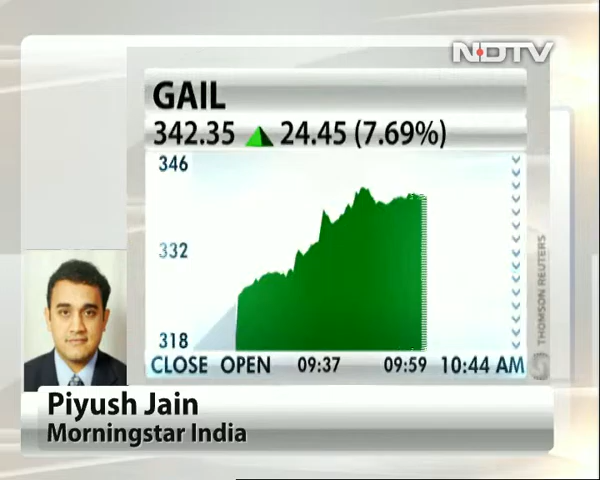 NDTV
GAIL
342.35 24.45 (7.69%)
346
332
318
CLOSE OPEN 09:37 09:59 10:44 AM
THOMSON REUTERS
Piyush Jain
Morningstar India